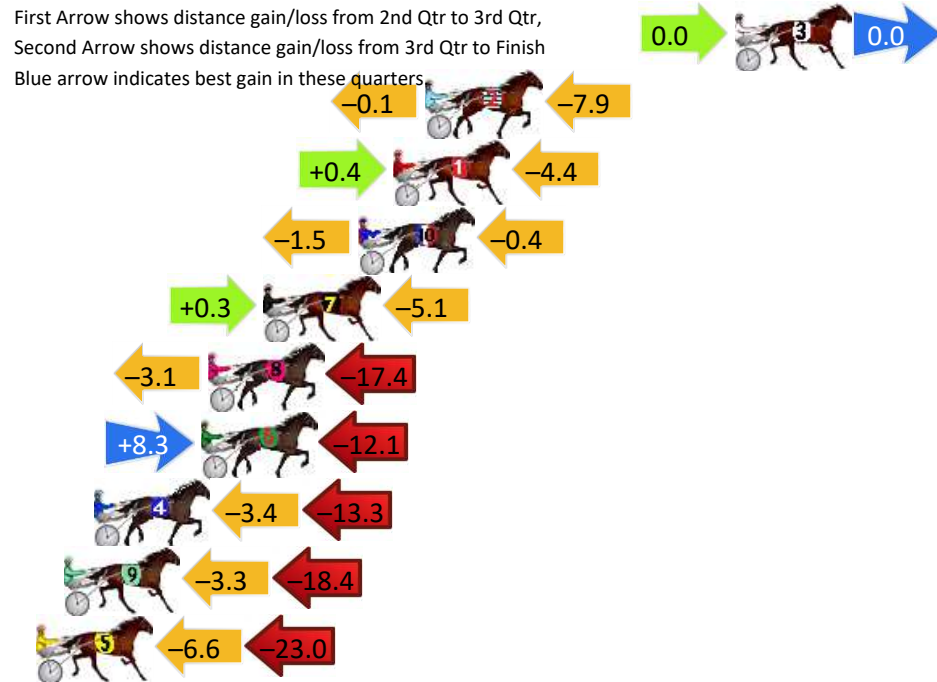 First Arrow shows distance gain/loss from 2nd Qtr to 3rd Qtr,
Second Arrow shows distance gain/loss from 3rd Qtr to Finish
Blue arrow indicates best gain in these quarters
0.0 3 0.0
–0.1 2 –7.9
+0.4 1 –4.4
–1.5 10 –0.4
+0.3 7 –5.1
–3.1 8 –17.4
+8.3 6 –12.1
4 –3.4 –13.3
9 –3.3 –18.4
5 –6.6 –23.0